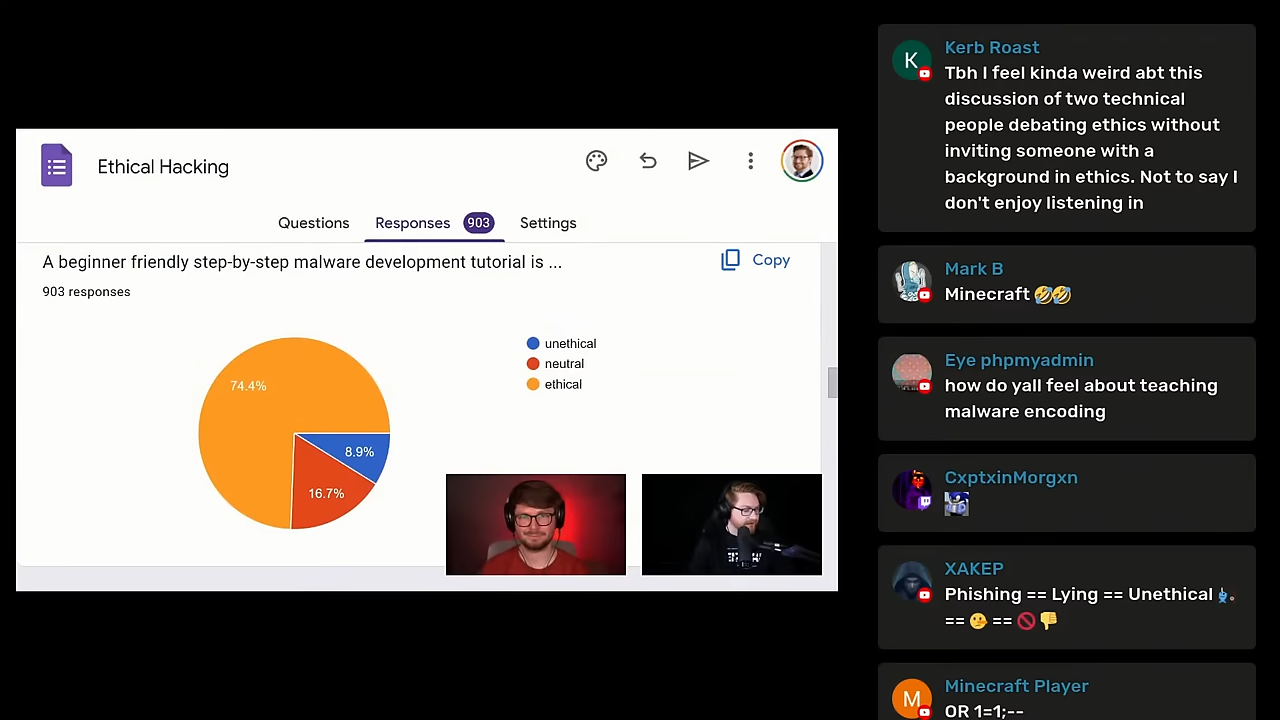 Ethical Hacking
Questions
Responses 903
Settings
A beginner friendly step-by-step malware development tutorial is ...
Copy
903 responses
unethical
neutral
ethical
74.4%
8.9%
16.7%
K
Kerb Roast
Tbh I feel kinda weird abt this
discussion of two technical
people debating ethics without
inviting someone with a
background in ethics. Not to say I
don't enjoy listening in
Mark B
Minecraft 🤣🤣
Eye phpmyadmin
how do yall feel about teaching
malware encoding
CxptxinMorgxn
XAKEP
Phishing == Lying == Unethical
== 🤥 == 🚫👎
M
Minecraft Player
OR 1=1;--